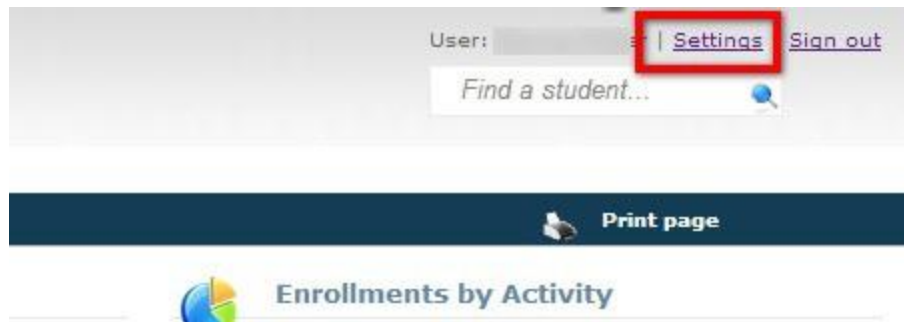 User: | Settings Sign out
Find a student...
Print page
Enrollments by Activity